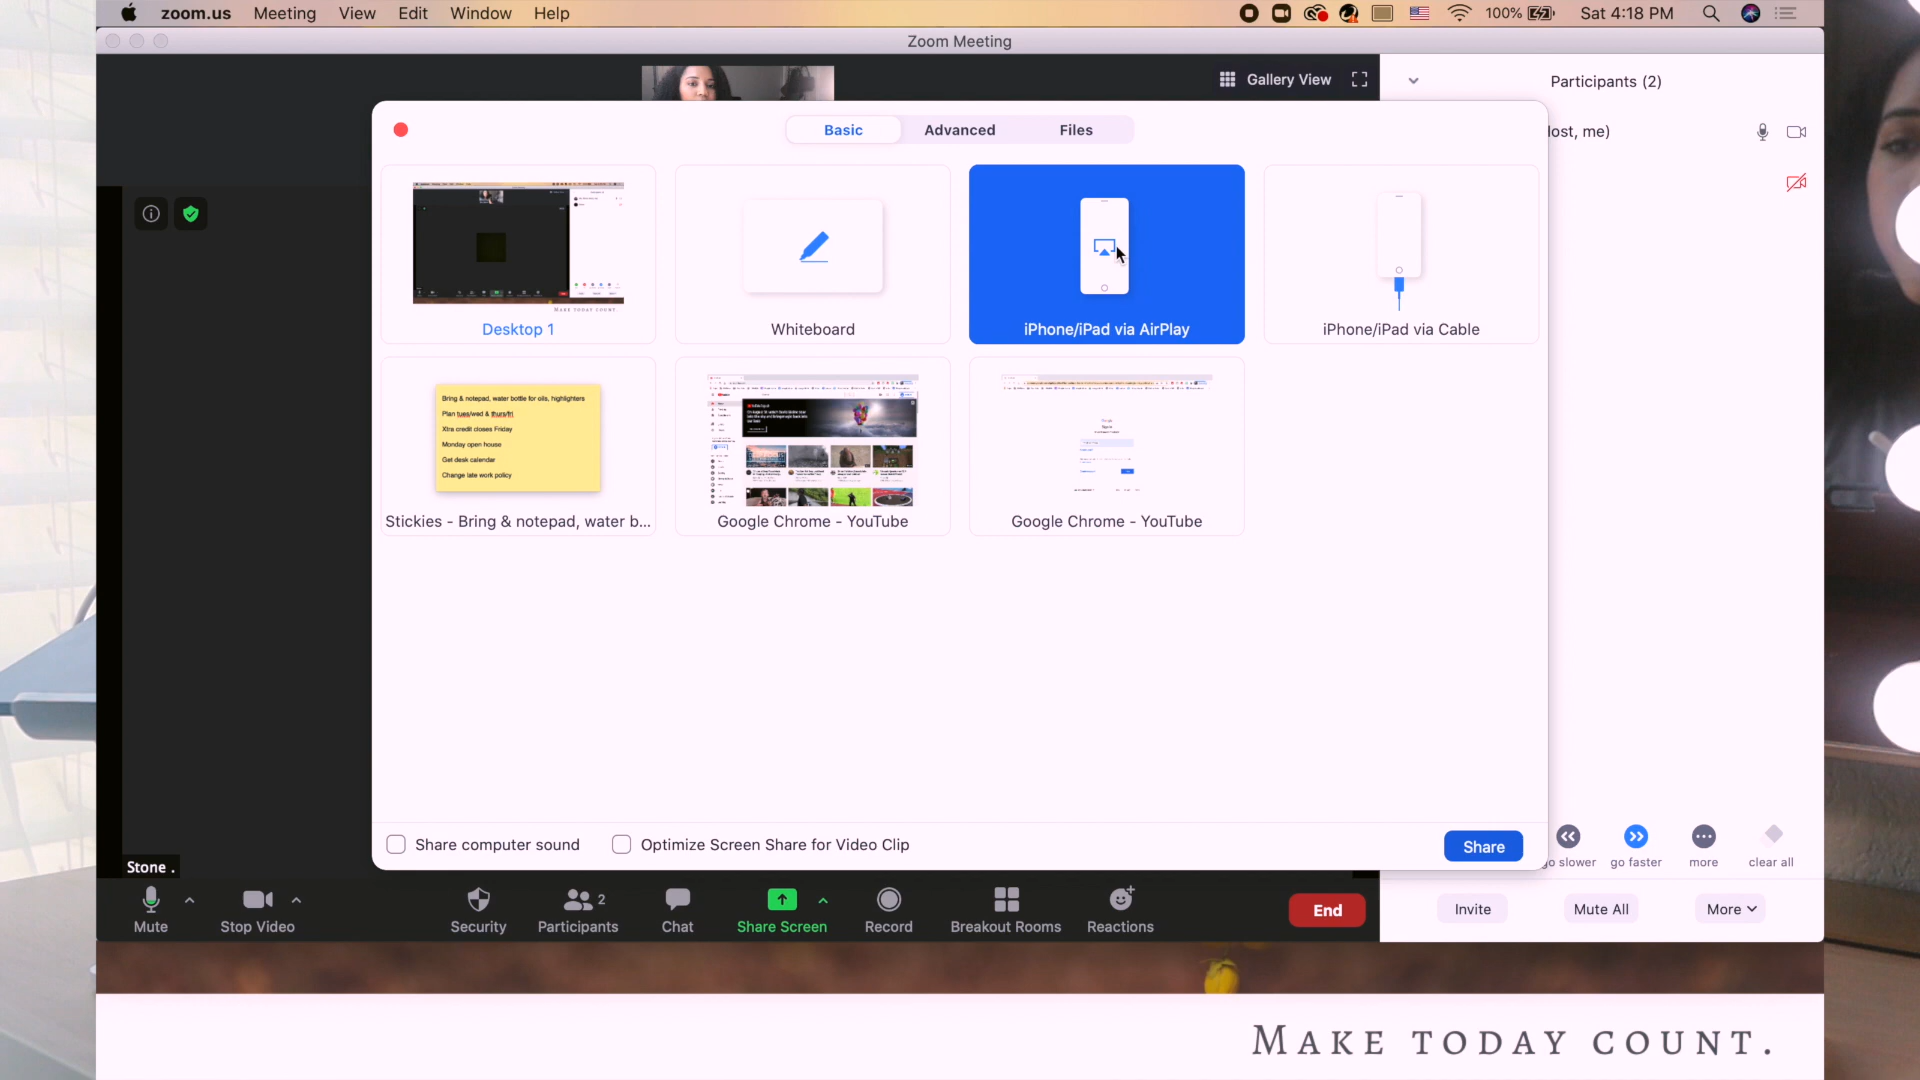 zoom.us Meeting View Edit Window Help
100% Sat 4:18 PM
Zoom Meeting
Gallery View
Participants (2)
Basic Advanced Files
lost, me)
Desktop 1
Whiteboard
iPhone/iPad via AirPlay
iPhone/iPad via Cable
Bring & notepad, water bottle for oils, highlighters
Plan tues/wed & thurs/fri
Xtra credit closes Friday
Monday open house
Get desk calendar
Change late work policy
Stickies - Bring & notepad, water b...
Google Chrome - YouTube
Google Chrome - YouTube
Share computer sound
Optimize Screen Share for Video Clip
Share
go slower
go faster
more
clear all
Stone .
Mute
Stop Video
Security
Participants 2
Chat
Share Screen
Record
Breakout Rooms
Reactions
End
Invite
Mute All
More
MAKE TODAY COUNT.